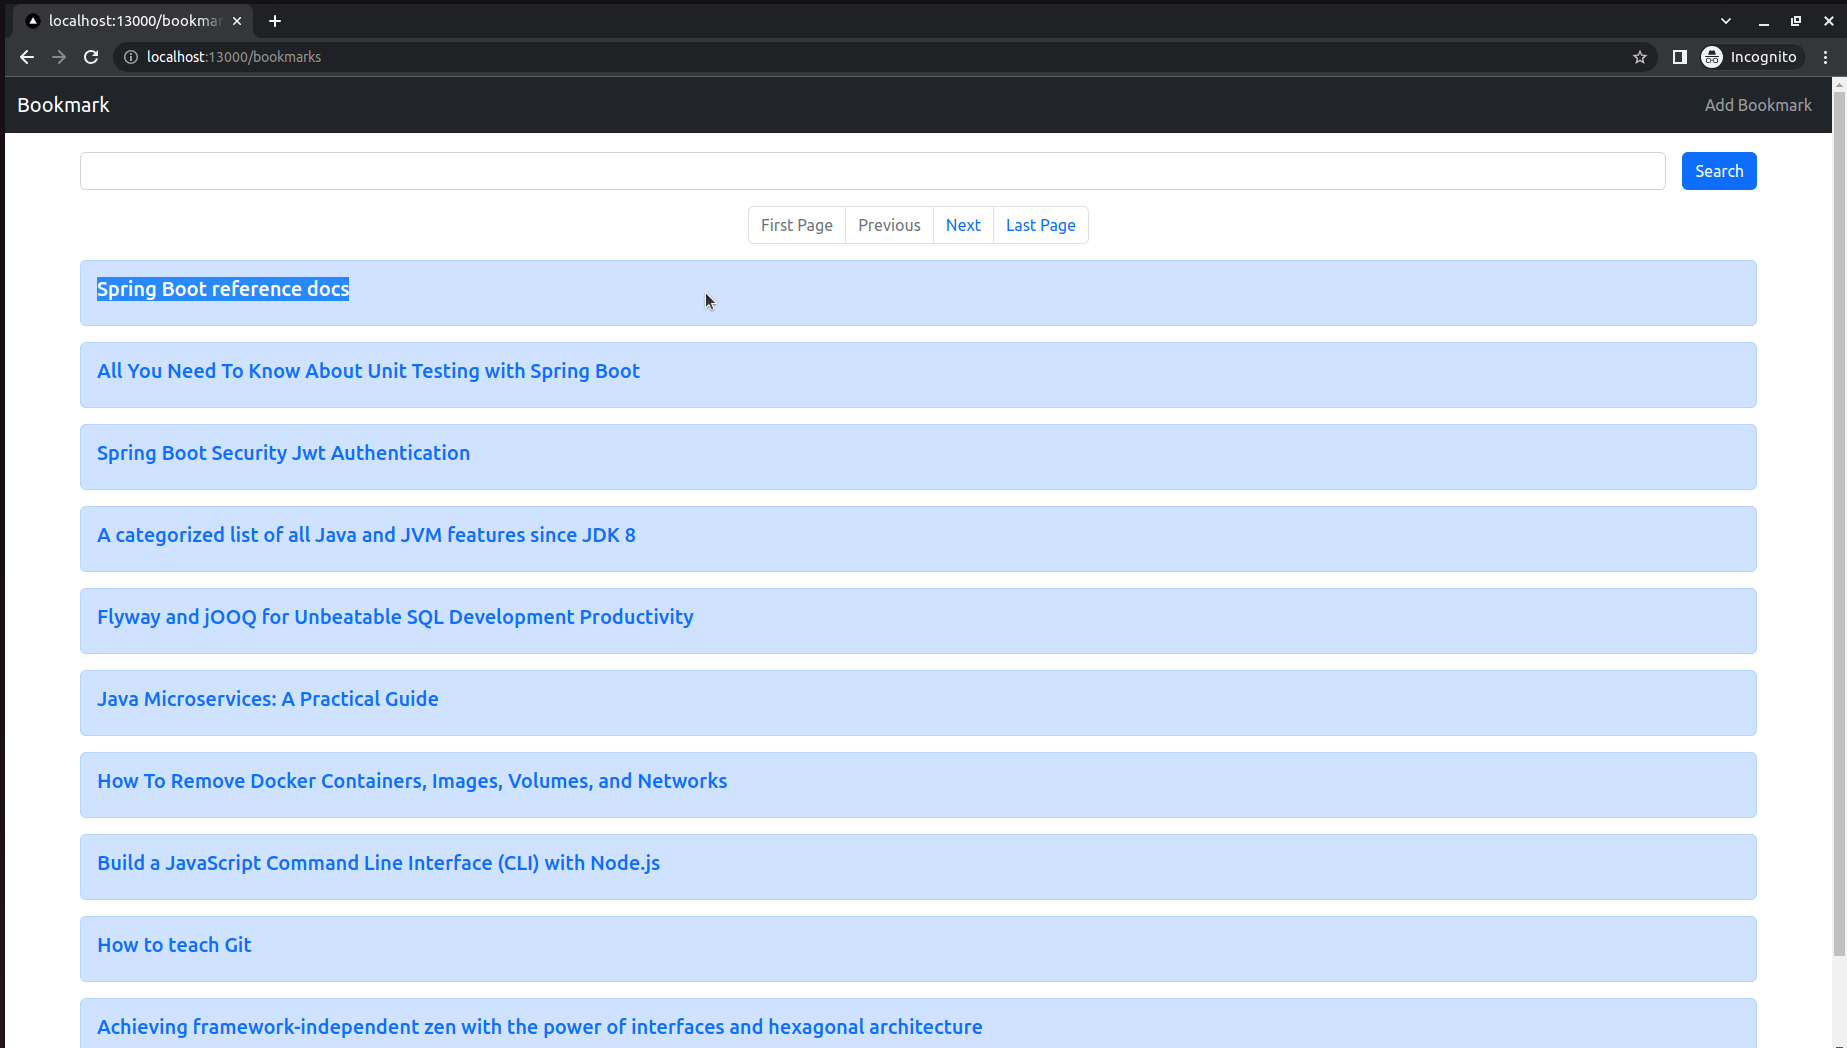 localhost:13000/bookmar
localhost:13000/bookmarks
Incognito
Bookmark
Add Bookmark
Search
First Page
Previous
Next
Last Page
Spring Boot reference docs
All You Need To Know About Unit Testing with Spring Boot
Spring Boot Security Jwt Authentication
A categorized list of all Java and JVM features since JDK 8
Flyway and jOOQ for Unbeatable SQL Development Productivity
Java Microservices: A Practical Guide
How To Remove Docker Containers, Images, Volumes, and Networks
Build a JavaScript Command Line Interface (CLI) with Node.js
How to teach Git
Achieving framework-independent zen with the power of interfaces and hexagonal architecture